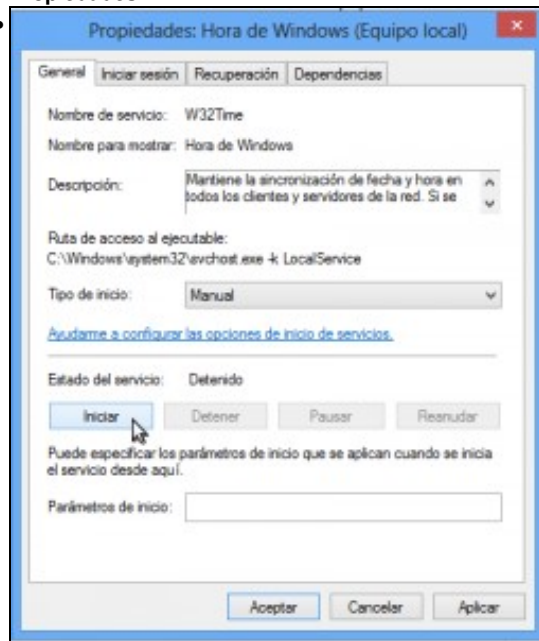 Propiedades: Hora de Windows (Equipo local)
General Iniciar sesión Recuperación Dependencias
Nombre de servicio: W32Time
Nombre para mostrar: Hora de Windows
Descripción: Mantiene la sincronización de fecha y hora en
todos los clientes y servidores de la red. Si se
Ruta de acceso al ejecutable:
C:\Windows\system32\svchost.exe -k LocalService
Tipo de inicio: Manual
Ayudarme a configurar las opciones de inicio de servicios.
Estado del servicio: Detenido
Iniciar Detener Pausar Reanudar
Puede especificar los parámetros de inicio que se aplican cuando se inicia
el servicio desde aquí.
Parámetros de inicio:
Aceptar Cancelar Aplicar